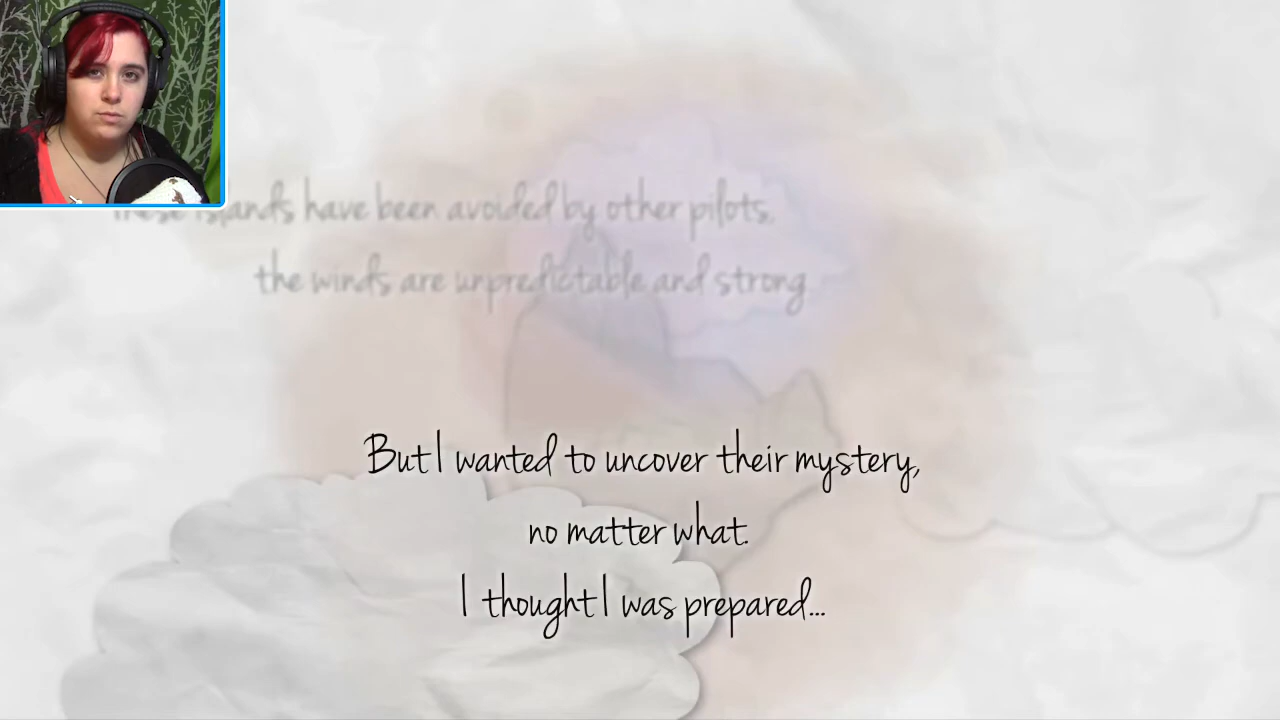 These islands have been avoided by other pilots,
the winds are unpredictable and strong.
But I wanted to uncover their mystery,
no matter what.
I thought I was prepared...